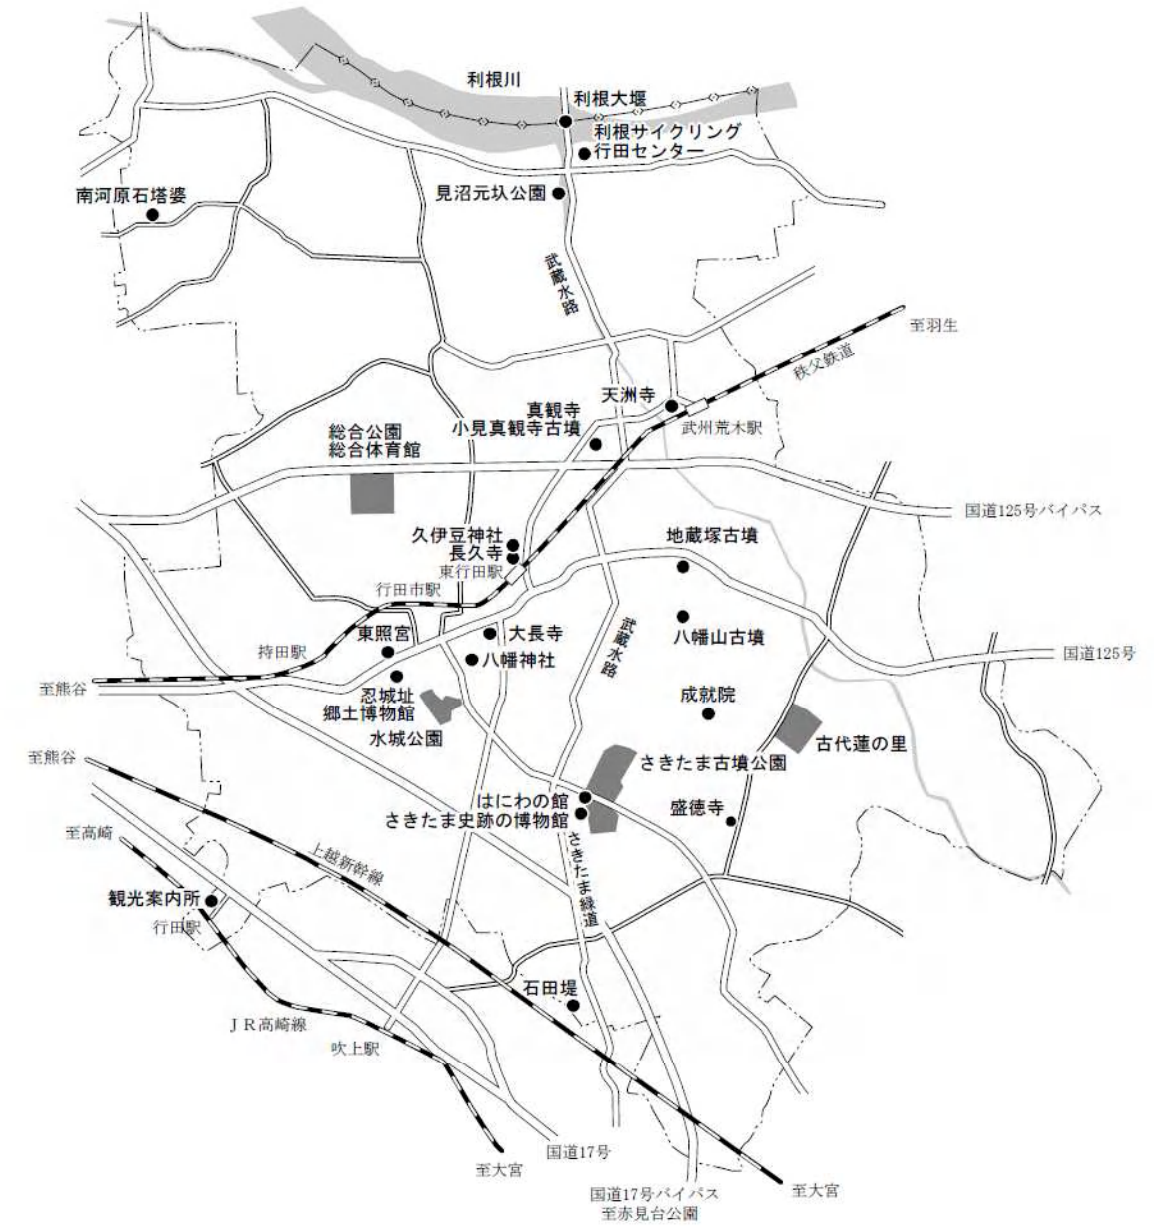 利根川
利根大堰
利根サイクリング
行田センター
南河原石塔婆
見沼元圦公園
武蔵水路
至羽生
秩父鉄道
天洲寺
真観寺
小見真観寺古墳
武州荒木駅
総合公園
総合体育館
国道125号バイパス
久伊豆神社
長久寺
東行田駅
地蔵塚古墳
行田市駅
東照宮
大長寺
八幡山古墳
武蔵水路
持田駅
八幡神社
国道125号
至熊谷
忍城址
郷土博物館
成就院
水城公園
古代蓮の里
至熊谷
さきたま古墳公園
はにわの館
さきたま史跡の博物館
盛徳寺
至高崎
上越新幹線
さきたま緑道
観光案内所
行田駅
石田堤
JR高崎線
吹上駅
国道17号
至大宮
国道17号バイパス
至赤見台公園
至大宮